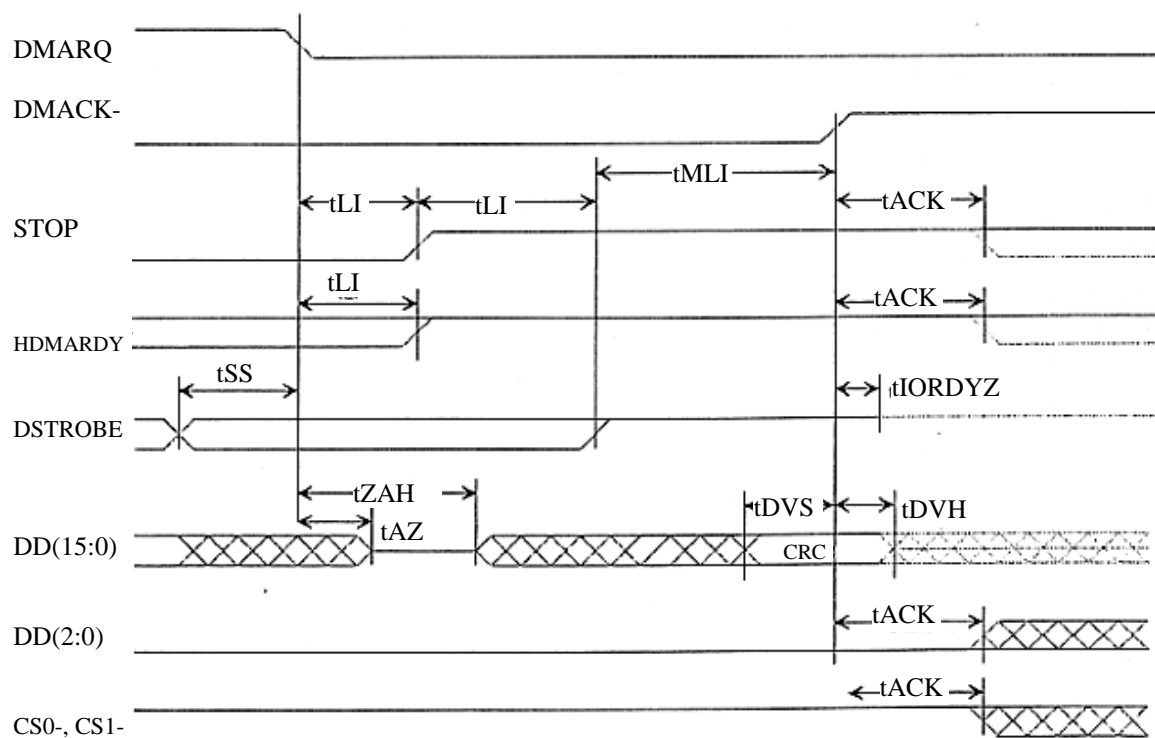 DMARQ
DMACK-
tMLI
tLI
tLI
tACK
STOP
tLI
tACK
HDMARDY
tSS
tIORDYZ
DSTROBE
tZAH
tDVS
tDVH
tAZ
DD(15:0)
CRC
tACK
DD(2:0)
tACK
CS0-, CS1-